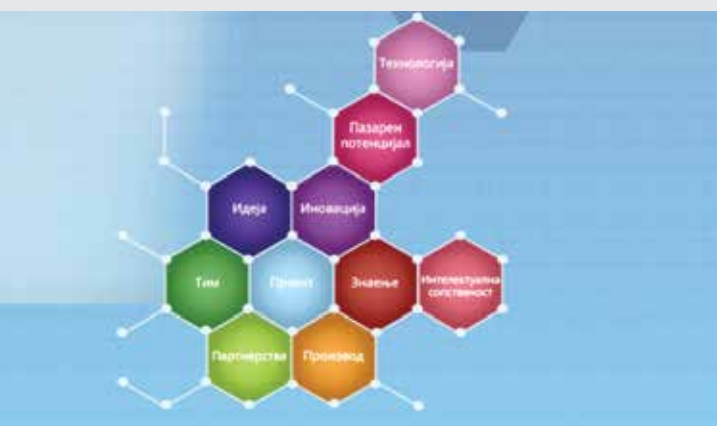 Технологија
Пазарен
потенцијал
Идеја
Иновација
Тим
Проект
Знаење
Интелектуална
сопственост
Партнерства
Производ